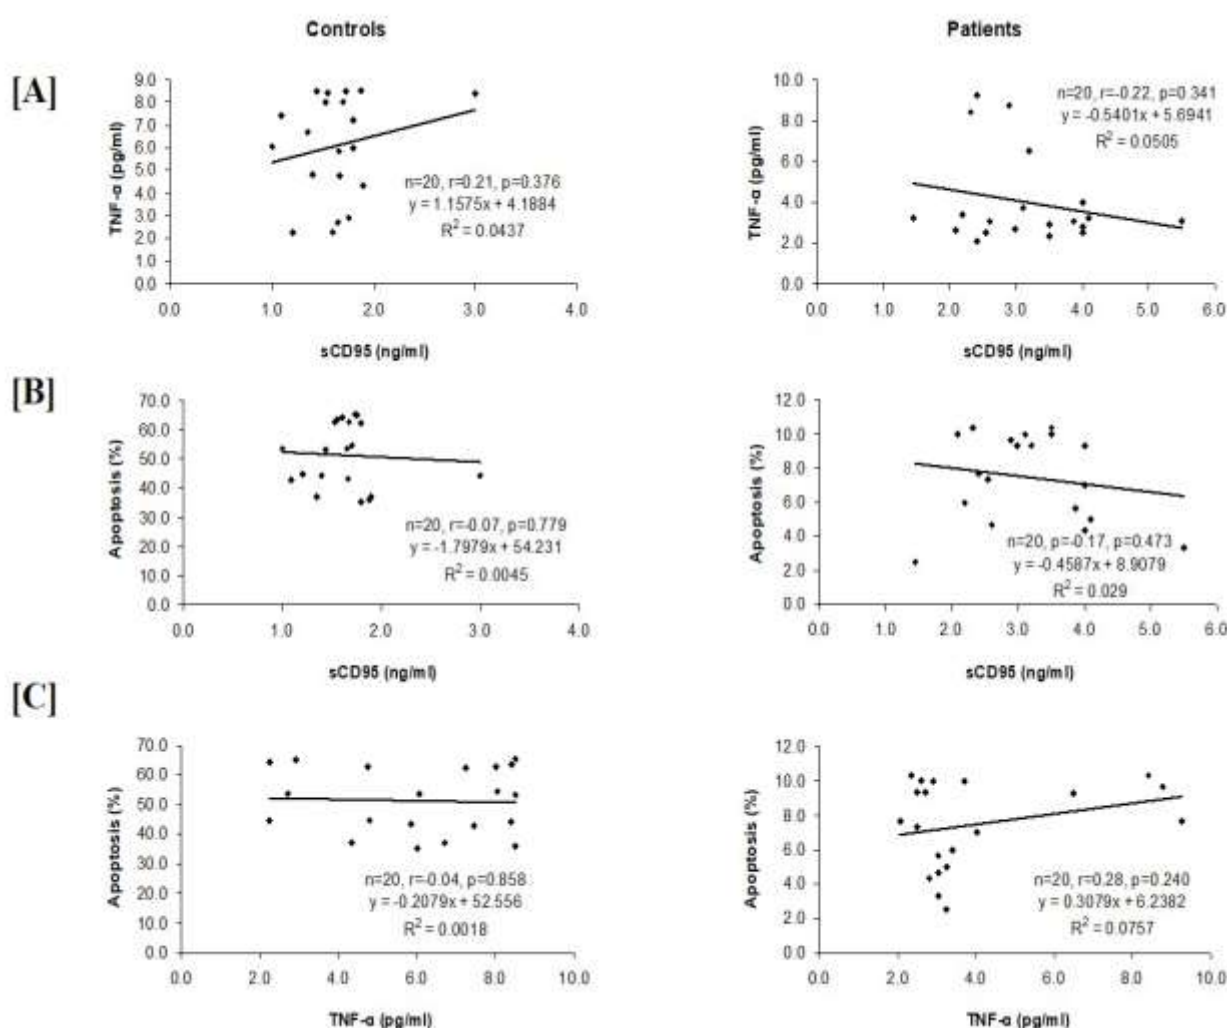 Controls
Patients
[A]
TNF-α (pg/ml)
9.0
8.0
7.0
6.0
5.0
4.0
3.0
2.0
1.0
0.0
n=20, r=0.21, p=0.376
y = 1.1575x + 4.1884
R² = 0.0437
0.0 1.0 2.0 3.0 4.0
sCD95 (ng/ml)
TNF-α (pg/ml)
10.0
8.0
6.0
4.0
2.0
0.0
n=20, r=-0.22, p=0.341
y = -0.5401x + 5.6941
R² = 0.0505
0.0 1.0 2.0 3.0 4.0 5.0 6.0
sCD95 (ng/ml)
[B]
Apoptosis (%)
70.0
60.0
50.0
40.0
30.0
20.0
10.0
0.0
n=20, r=-0.07, p=0.779
y = -1.7979x + 54.231
R² = 0.0045
0.0 1.0 2.0 3.0 4.0
sCD95 (ng/ml)
Apoptosis (%)
12.0
10.0
8.0
6.0
4.0
2.0
0.0
n=20, p=-0.17, p=0.473
y = -0.4587x + 8.9079
R² = 0.029
0.0 1.0 2.0 3.0 4.0 5.0 6.0
sCD95 (ng/ml)
[C]
Apoptosis (%)
70.0
60.0
50.0
40.0
30.0
20.0
10.0
0.0
n=20, r=-0.04, p=0.858
y = -0.2079x + 52.556
R² = 0.0018
0.0 2.0 4.0 6.0 8.0 10.0
TNF-α (pg/ml)
Apoptosis (%)
12.0
10.0
8.0
6.0
4.0
2.0
0.0
n=20, r=0.28, p=0.240
y = 0.3079x + 6.2382
R² = 0.0757
0.0 2.0 4.0 6.0 8.0 10.0
TNF-α (pg/ml)